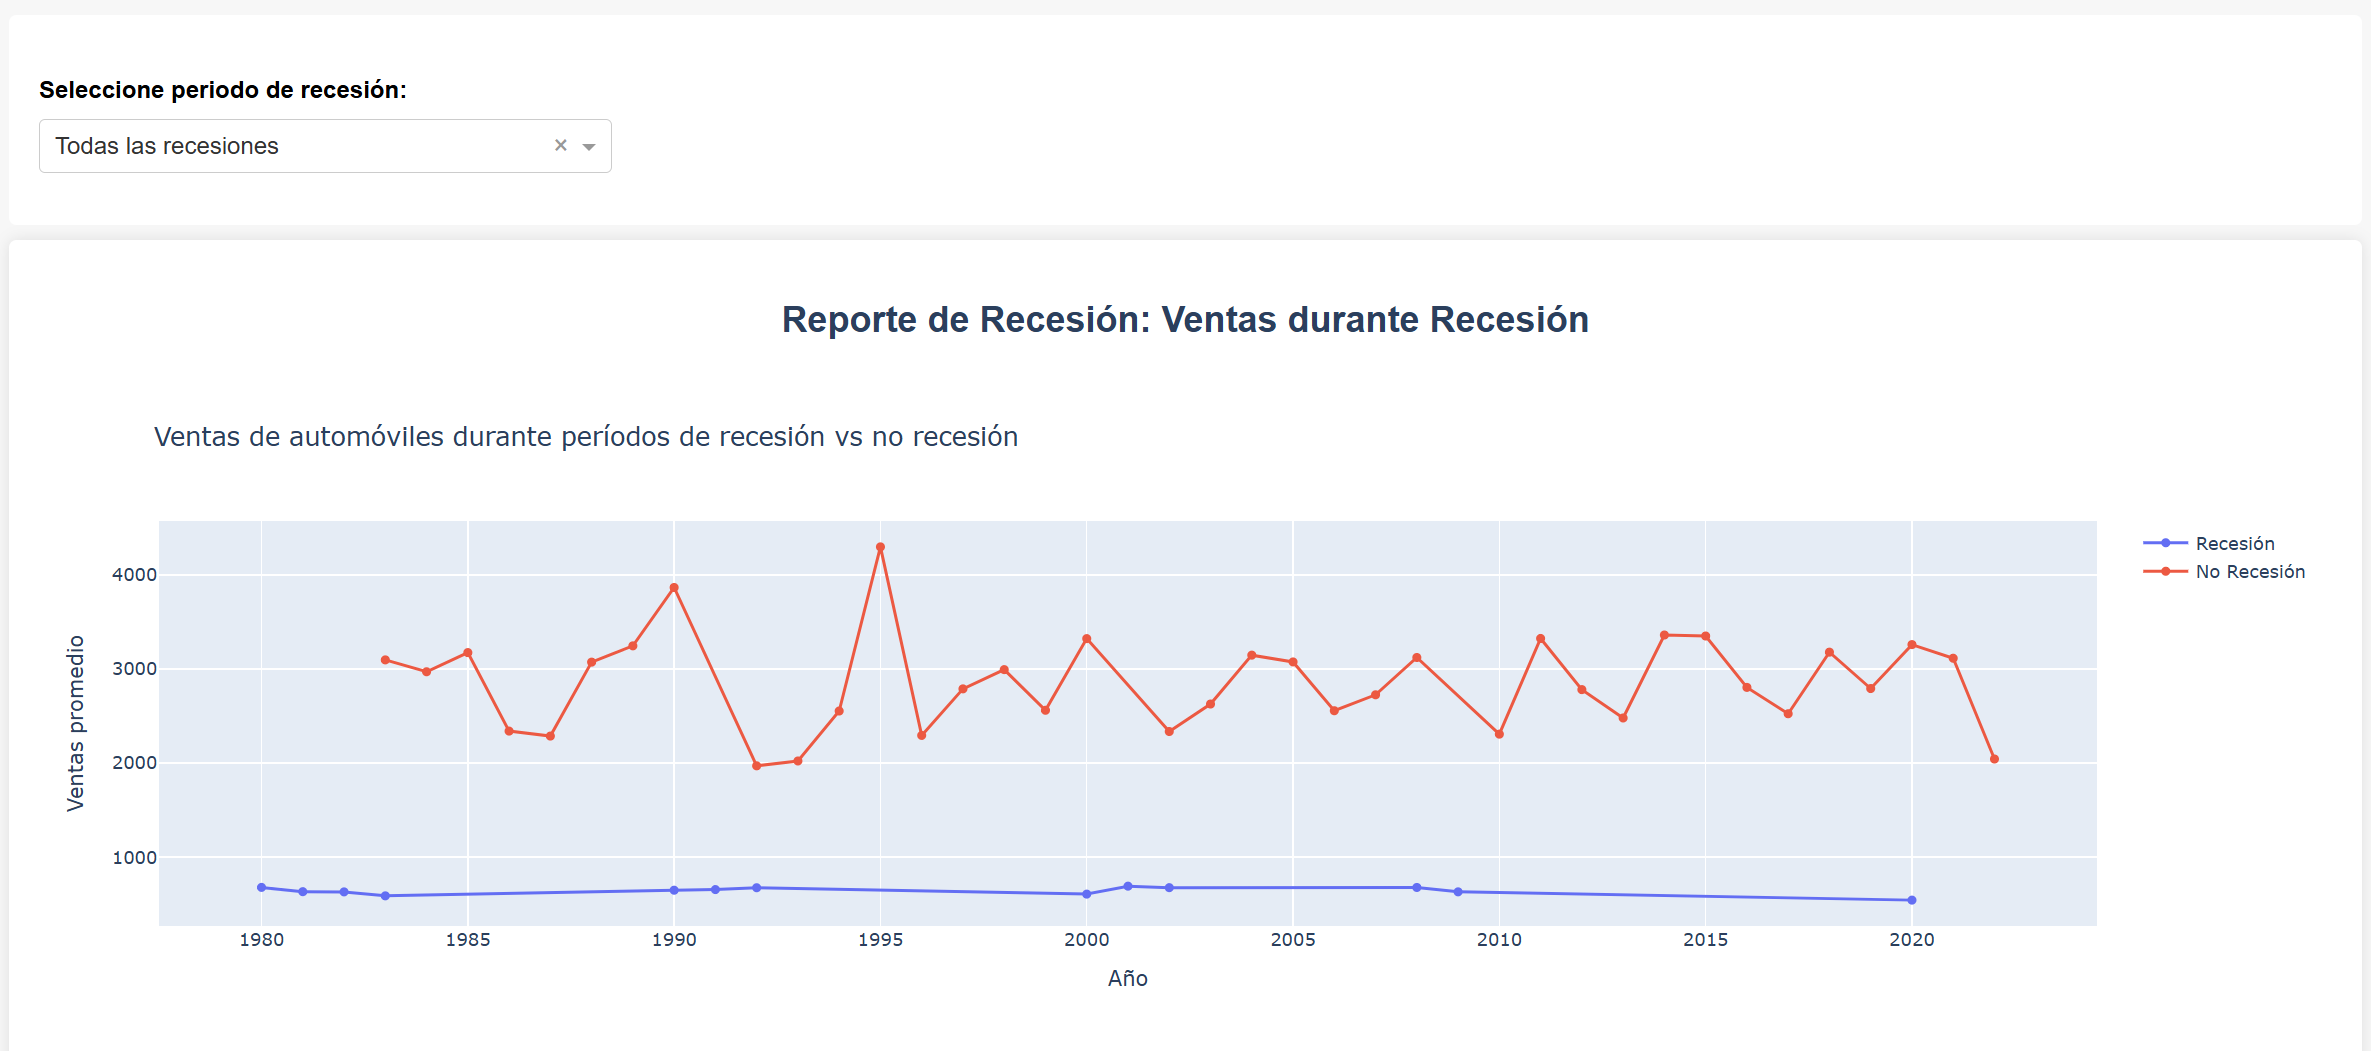 Seleccione periodo de recesión:
Todas las recesiones × 
Reporte de Recesión: Ventas durante Recesión
Ventas de automóviles durante períodos de recesión vs no recesión
Recesión
No Recesión
4000
3000
2000
1000
Ventas promedio
1980 1985 1990 1995 2000 2005 2010 2015 2020
Año